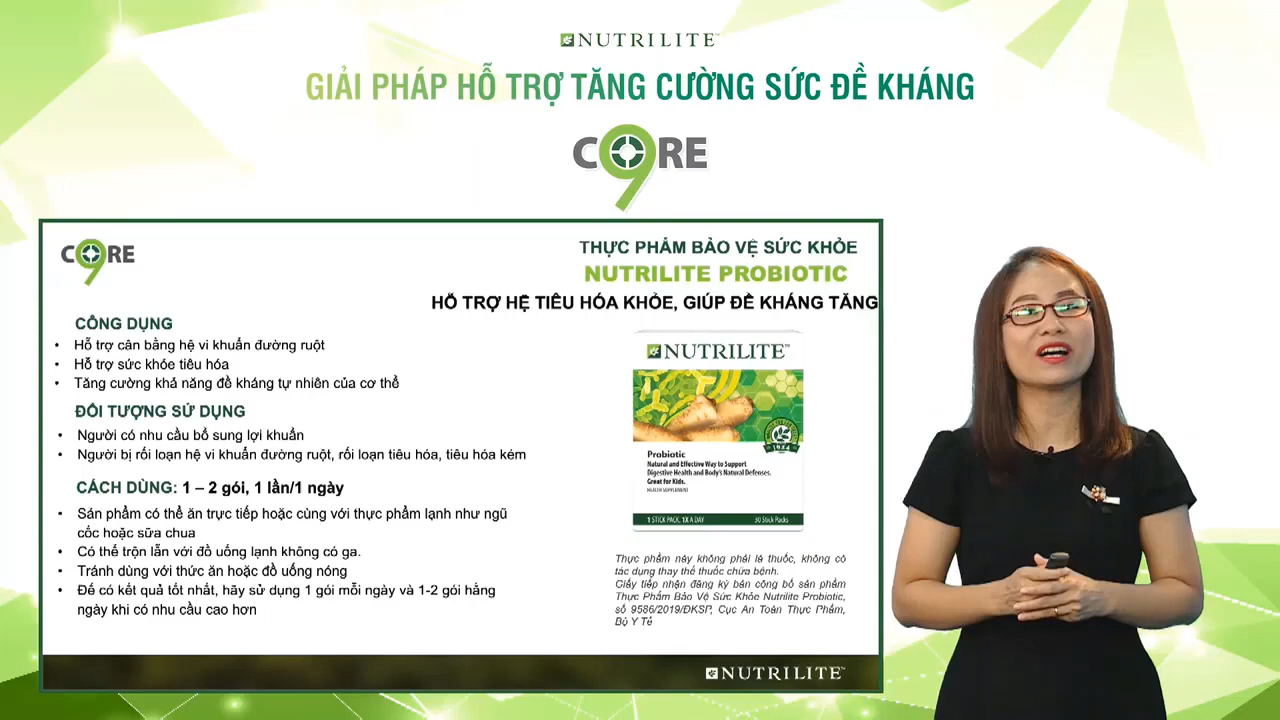 NUTRILITE™
GIẢI PHÁP HỖ TRỢ TĂNG CƯỜNG SỨC ĐỀ KHÁNG
CORE
9
CORE
9
THỰC PHẨM BẢO VỆ SỨC KHỎE
NUTRILITE PROBIOTIC
HỖ TRỢ HỆ TIÊU HÓA KHỎE, GIÚP ĐỀ KHÁNG TĂNG
CÔNG DỤNG
• Hỗ trợ cân bằng hệ vi khuẩn đường ruột
• Hỗ trợ sức khỏe tiêu hóa
• Tăng cường khả năng đề kháng tự nhiên của cơ thể
ĐỐI TƯỢNG SỬ DỤNG
• Người có nhu cầu bổ sung lợi khuẩn
• Người bị rối loạn hệ vi khuẩn đường ruột, rối loạn tiêu hóa, tiêu hóa kém
CÁCH DÙNG: 1 – 2 gói, 1 lần/1 ngày
• Sản phẩm có thể ăn trực tiếp hoặc cùng với thực phẩm lạnh như ngũ
cốc hoặc sữa chua
• Có thể trộn lẫn với đồ uống lạnh không có ga.
• Tránh dùng với thức ăn hoặc đồ uống nóng
• Để có kết quả tốt nhất, hãy sử dụng 1 gói mỗi ngày và 1-2 gói hằng
ngày khi có nhu cầu cao hơn
NUTRILITE™
Probiotic
Natural and Effective Way to Support
Digestive Health and Body's Natural Defenses.
Great for Kids.
HEALTH SUPPLEMENT
1 STICK PACK, 1X A DAY
30 Stick Packs
Thực phẩm này không phải là thuốc, không có
tác dụng thay thế thuốc chữa bệnh.
Giấy tiếp nhận đăng ký bản công bố sản phẩm
Thực Phẩm Bảo Vệ Sức Khỏe Nutrilite Probiotic,
số 9586/2019/ĐKSP, Cục An Toàn Thực Phẩm,
Bộ Y Tế
NUTRILITE™